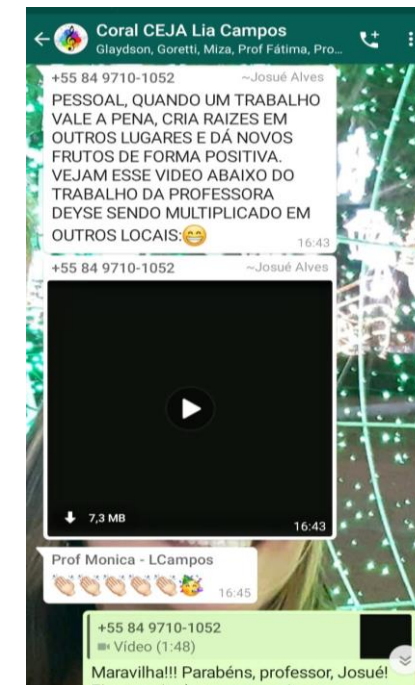 Coral CEJA Lia Campos
Glaydson, Goretti, Miza, Prof Fátima, Pro...
+55 84 9710-1052 ~Josué Alves
PESSOAL, QUANDO UM TRABALHO
VALE A PENA, CRIA RAIZES EM
OUTROS LUGARES E DÁ NOVOS
FRUTOS DE FORMA POSITIVA.
VEJAM ESSE VIDEO ABAIXO DO
TRABALHO DA PROFESSORA
DEYSE SENDO MULTIPLICADO EM
OUTROS LOCAIS:😁
16:43
+55 84 9710-1052 ~Josué Alves
7,3 MB 16:43
Prof Monica - LCampos
👏🏻👏🏻👏🏻👏🏻👏🏻🥳 16:45
+55 84 9710-1052
Vídeo (1:48)
Maravilha!!! Parabéns, professor, Josué!